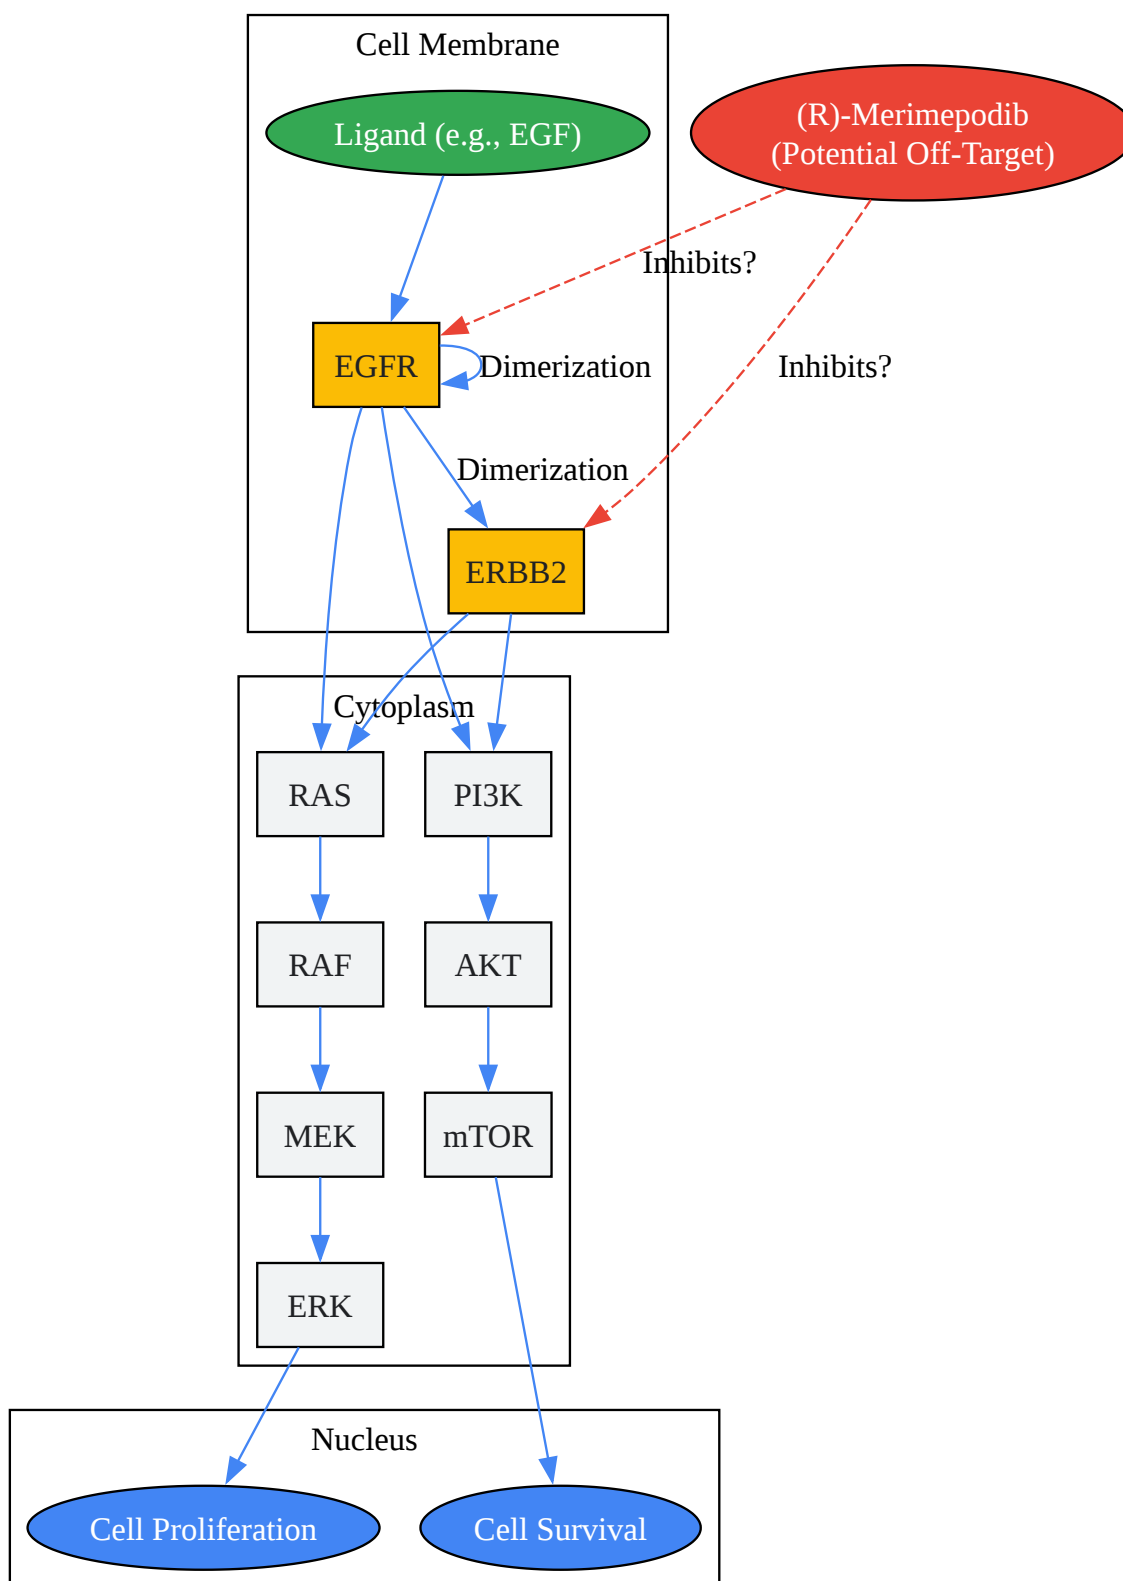 Cell Membrane
Ligand (e.g., EGF)
(R)-Merimepodib
(Potential Off-Target)
Inhibits?
EGFR
Dimerization
Inhibits?
Dimerization
ERBB2
Cytoplasm
RAS
PI3K
RAF
AKT
MEK
mTOR
ERK
Nucleus
Cell Proliferation
Cell Survival